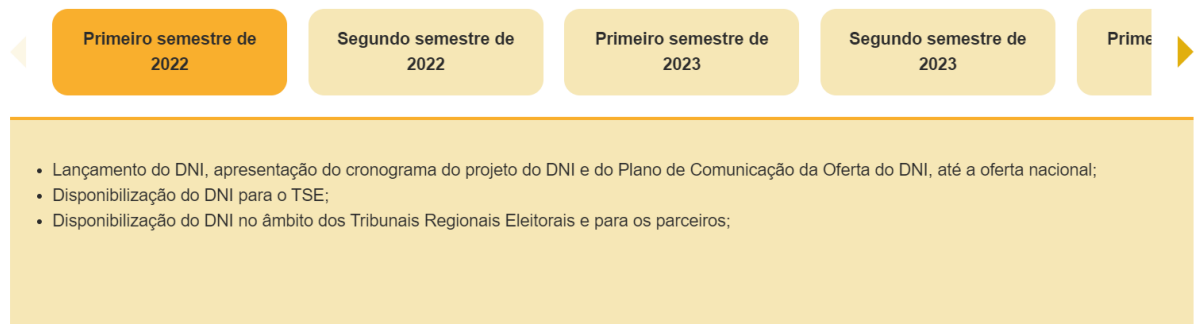 Primeiro semestre de
2022
Segundo semestre de
2022
Primeiro semestre de
2023
Segundo semestre de
2023
• Lançamento do DNI, apresentação do cronograma do projeto do DNI e do Plano de Comunicação da Oferta do DNI, até a oferta nacional;
• Disponibilização do DNI para o TSE;
• Disponibilização do DNI no âmbito dos Tribunais Regionais Eleitorais e para os parceiros;